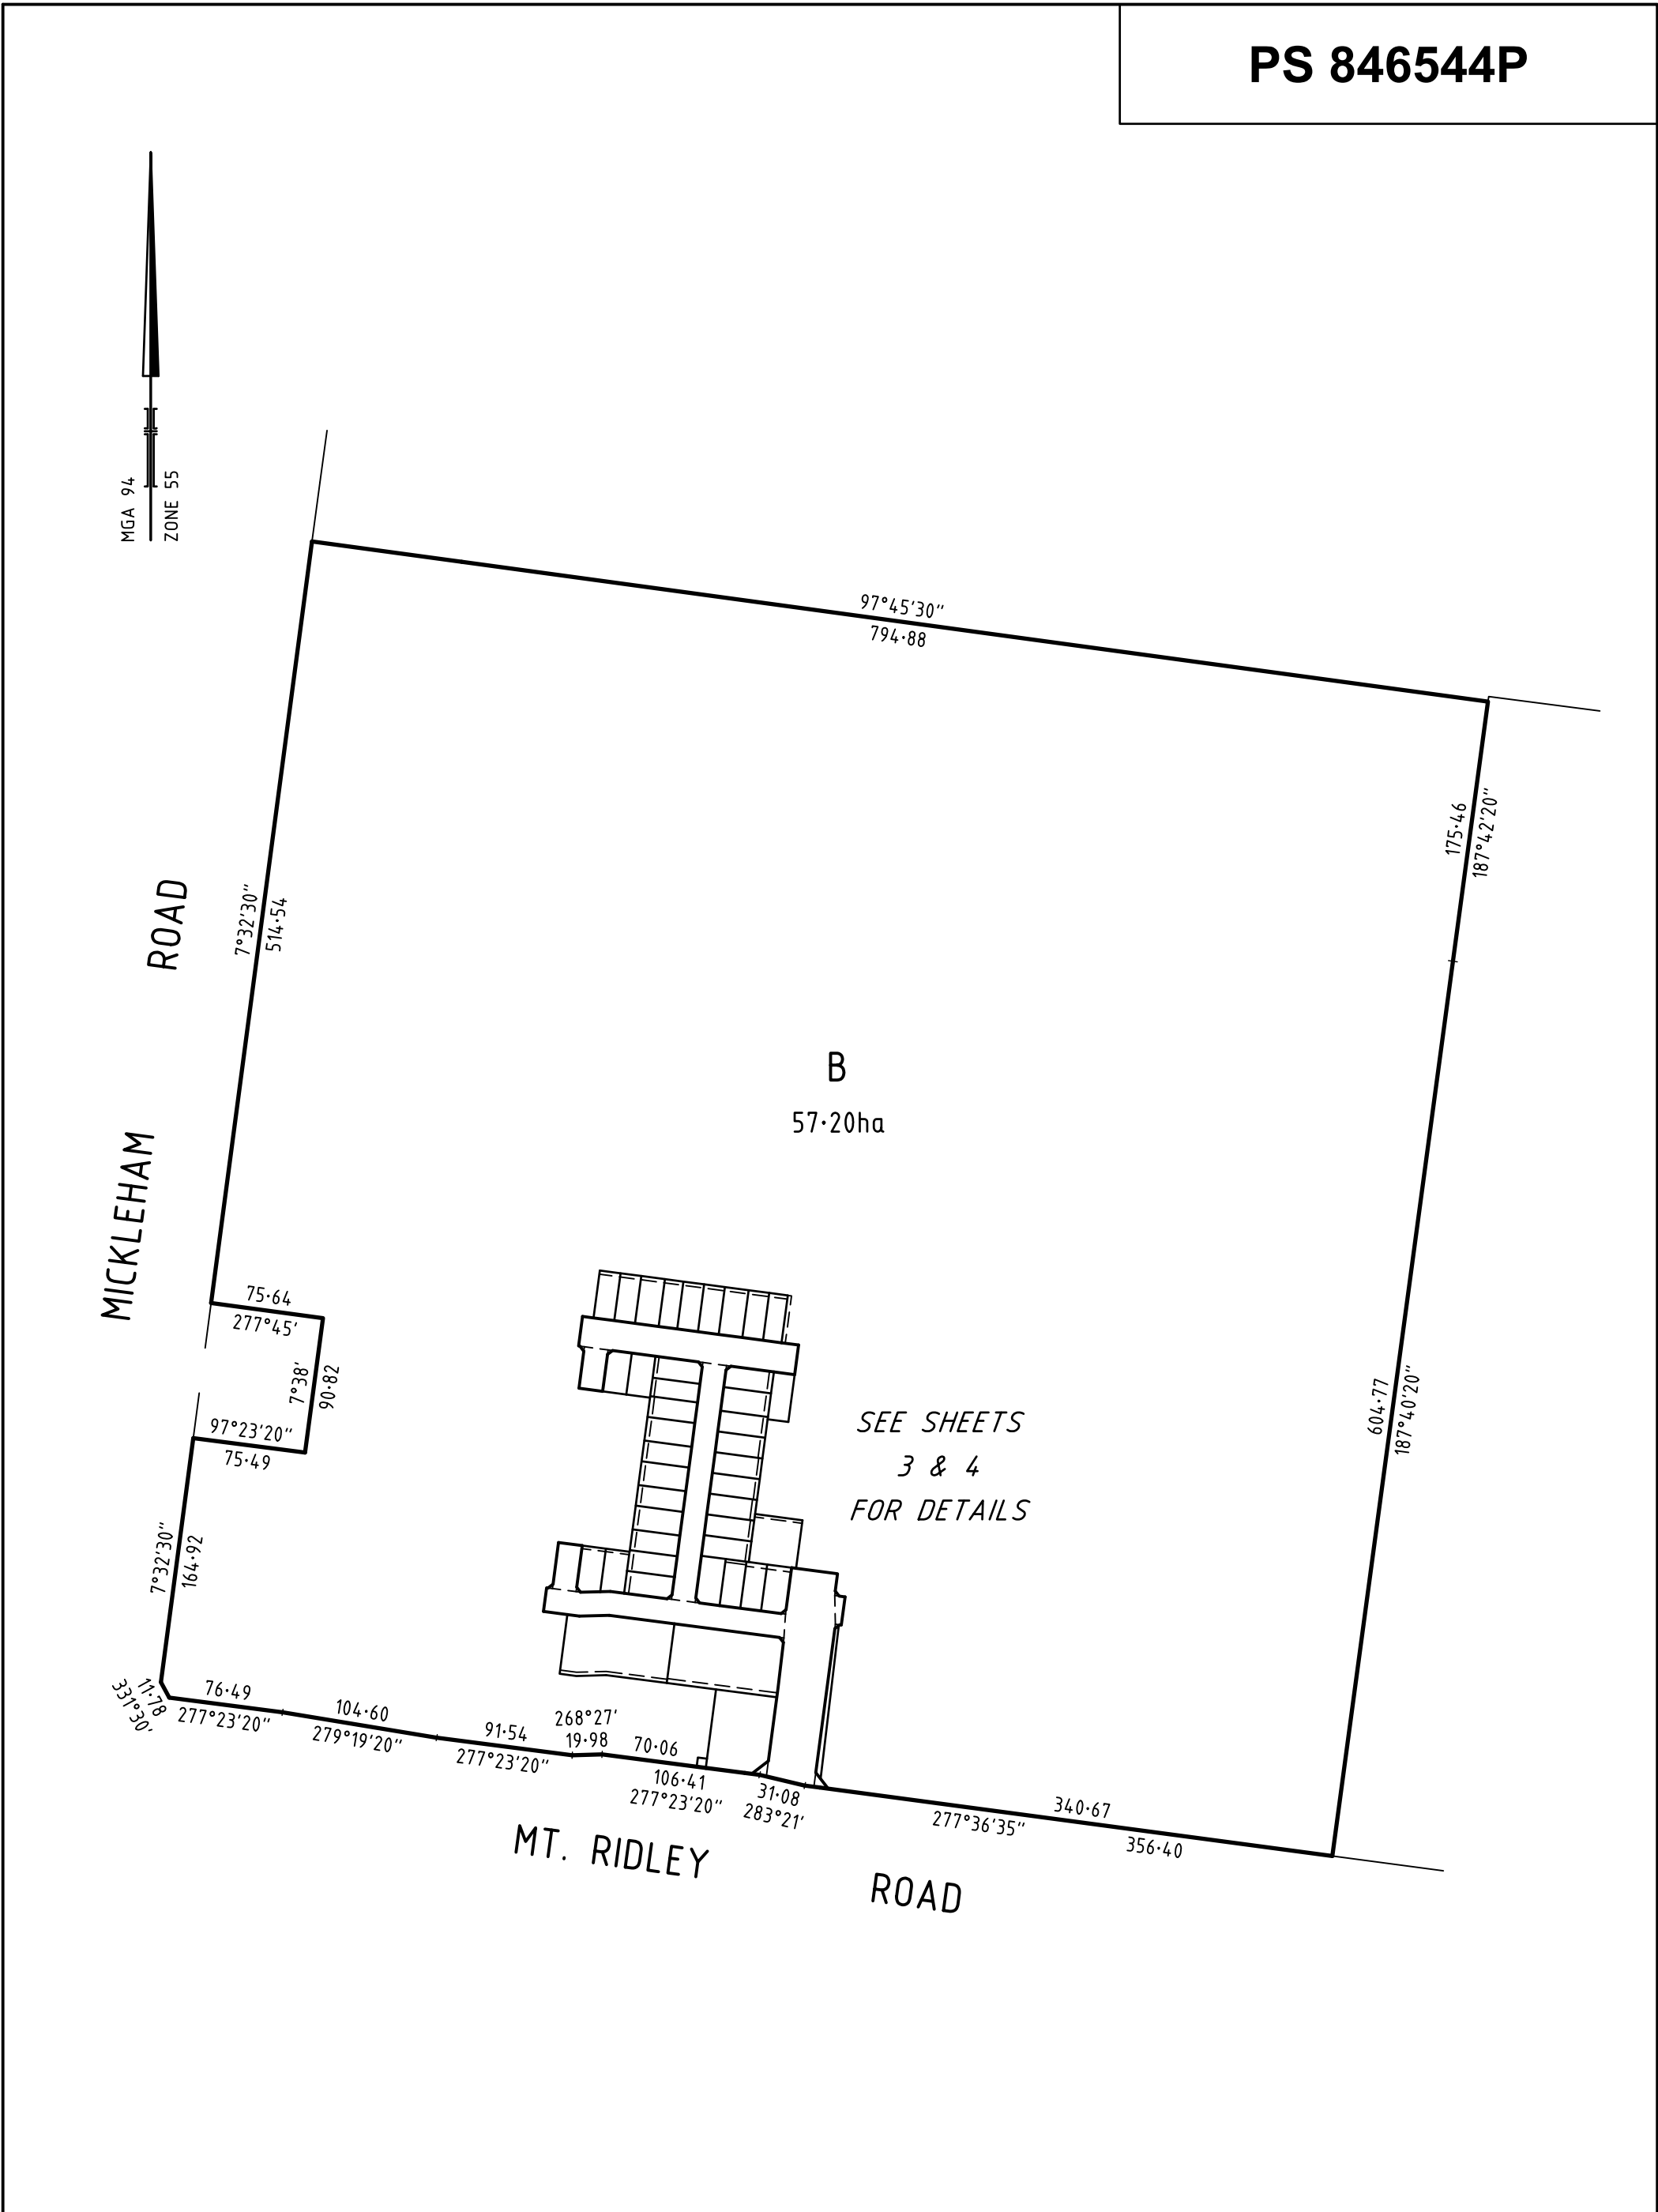 PS 846544P
MGA 94
ZONE 55
97°45'30"
794·88
175·46
187°42'20"
ROAD
7°32'30"
514·54
B
57·20ha
MICKLEHAM
75·64
277°45'
7°38'
90·82
604·77
187°40'20"
SEE SHEETS
3 & 4
FOR DETAILS
97°23'20"
75·49
7°32'30"
164·92
11·78
331°30'
76·49
277°23'20"
104·60
279°19'20"
91·54
277°23'20"
268°27'
19·98
70·06
106·41
277°23'20"
31·08
283°21'
340·67
277°36'35"
356·40
MT. RIDLEY
ROAD